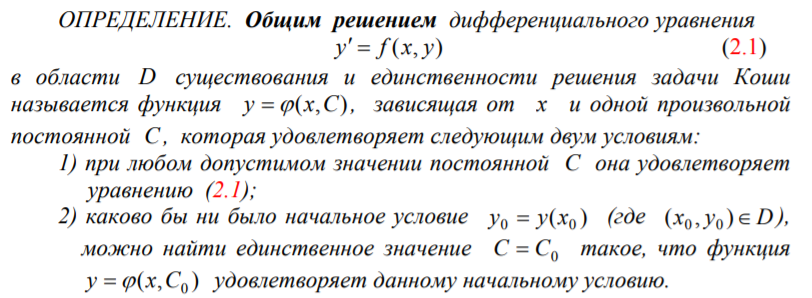 ОПРЕДЕЛЕНИЕ. Общим решением дифференциального уравнения
y′ = f(x, y) (2.1)
в области D существования и единственности решения задачи Коши
называется функция y = φ(x,C), зависящая от x и одной произвольной
постоянной C, которая удовлетворяет следующим двум условиям:
1) при любом допустимом значении постоянной C она удовлетворяет
уравнению (2.1);
2) каково бы ни было начальное условие y₀ = y(x₀) (где (x₀, y₀) ∈ D),
можно найти единственное значение C = C₀ такое, что функция
y = φ(x,C₀) удовлетворяет данному начальному условию.